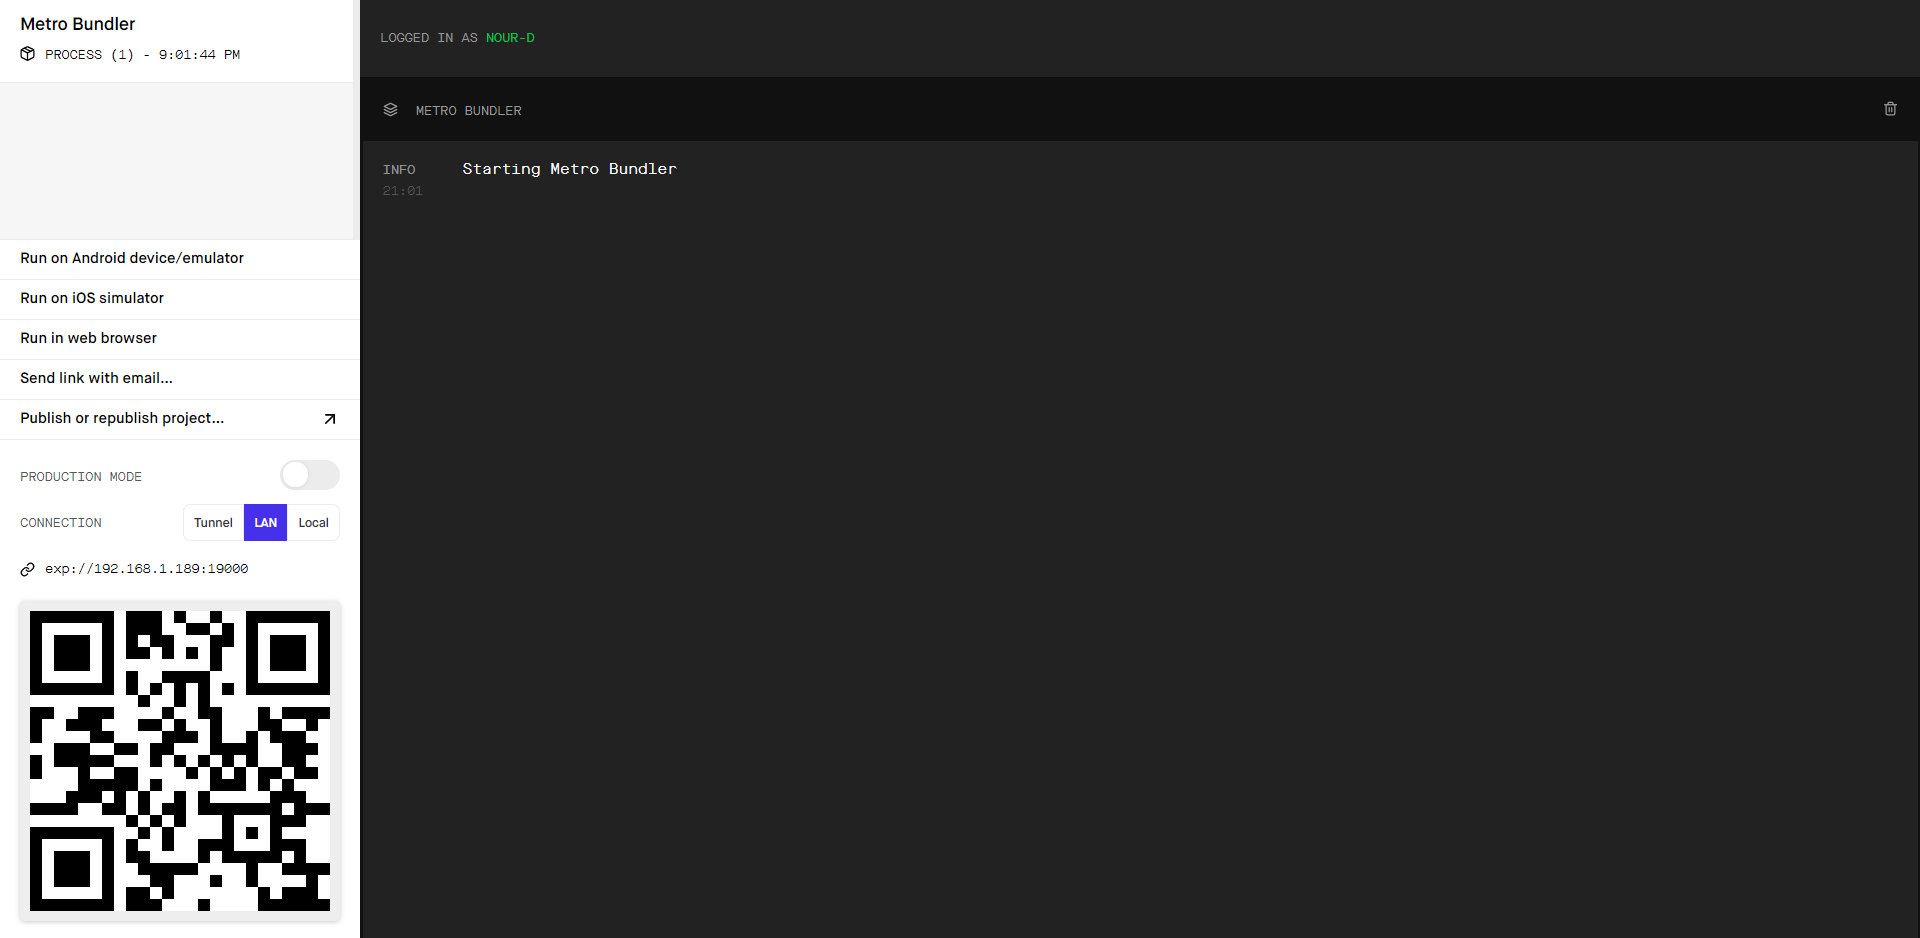 Metro Bundler
PROCESS (1) - 9:01:44 PM
Run on Android device/emulator
Run on iOS simulator
Run in web browser
Send link with email...
Publish or republish project...
PRODUCTION MODE
CONNECTION Tunnel LAN Local
exp://192.168.1.189:19000
LOGGED IN AS NOUR-D
METRO BUNDLER
INFO Starting Metro Bundler
21:01